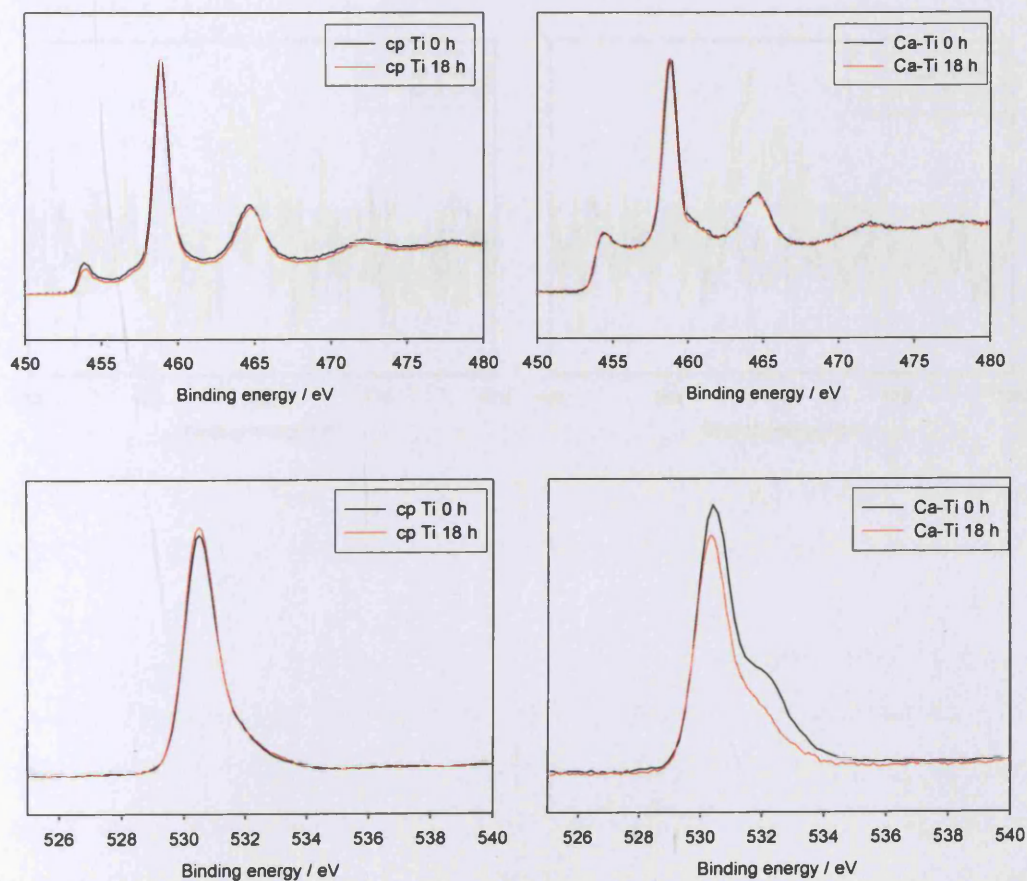 cp Ti 0 h
cp Ti 18 h
450 455 460 465 470 475 480
Binding energy / eV
Ca-Ti 0 h
Ca-Ti 18 h
450 455 460 465 470 475 480
Binding energy / eV
cp Ti 0 h
cp Ti 18 h
526 528 530 532 534 536 538 540
Binding energy / eV
Ca-Ti 0 h
Ca-Ti 18 h
526 528 530 532 534 536 538 540
Binding energy / eV